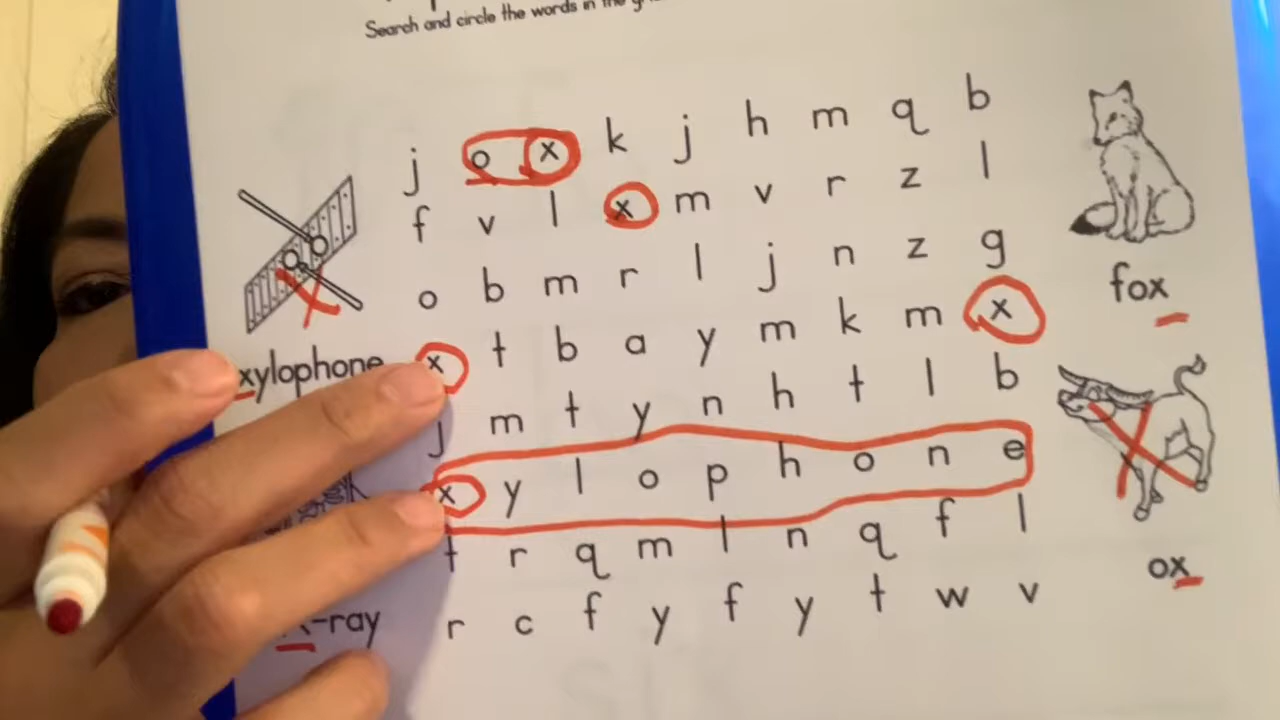 Search and circle the words in the
j o x k j h m q b
f v l x m v r z l
o b m r l j n z g
x t b a y m k m x
j m t y n h t l b
x y l o p h o n e
t r q m l n q f l
r c f y f y t w v
xylophone
-ray
fox
ox